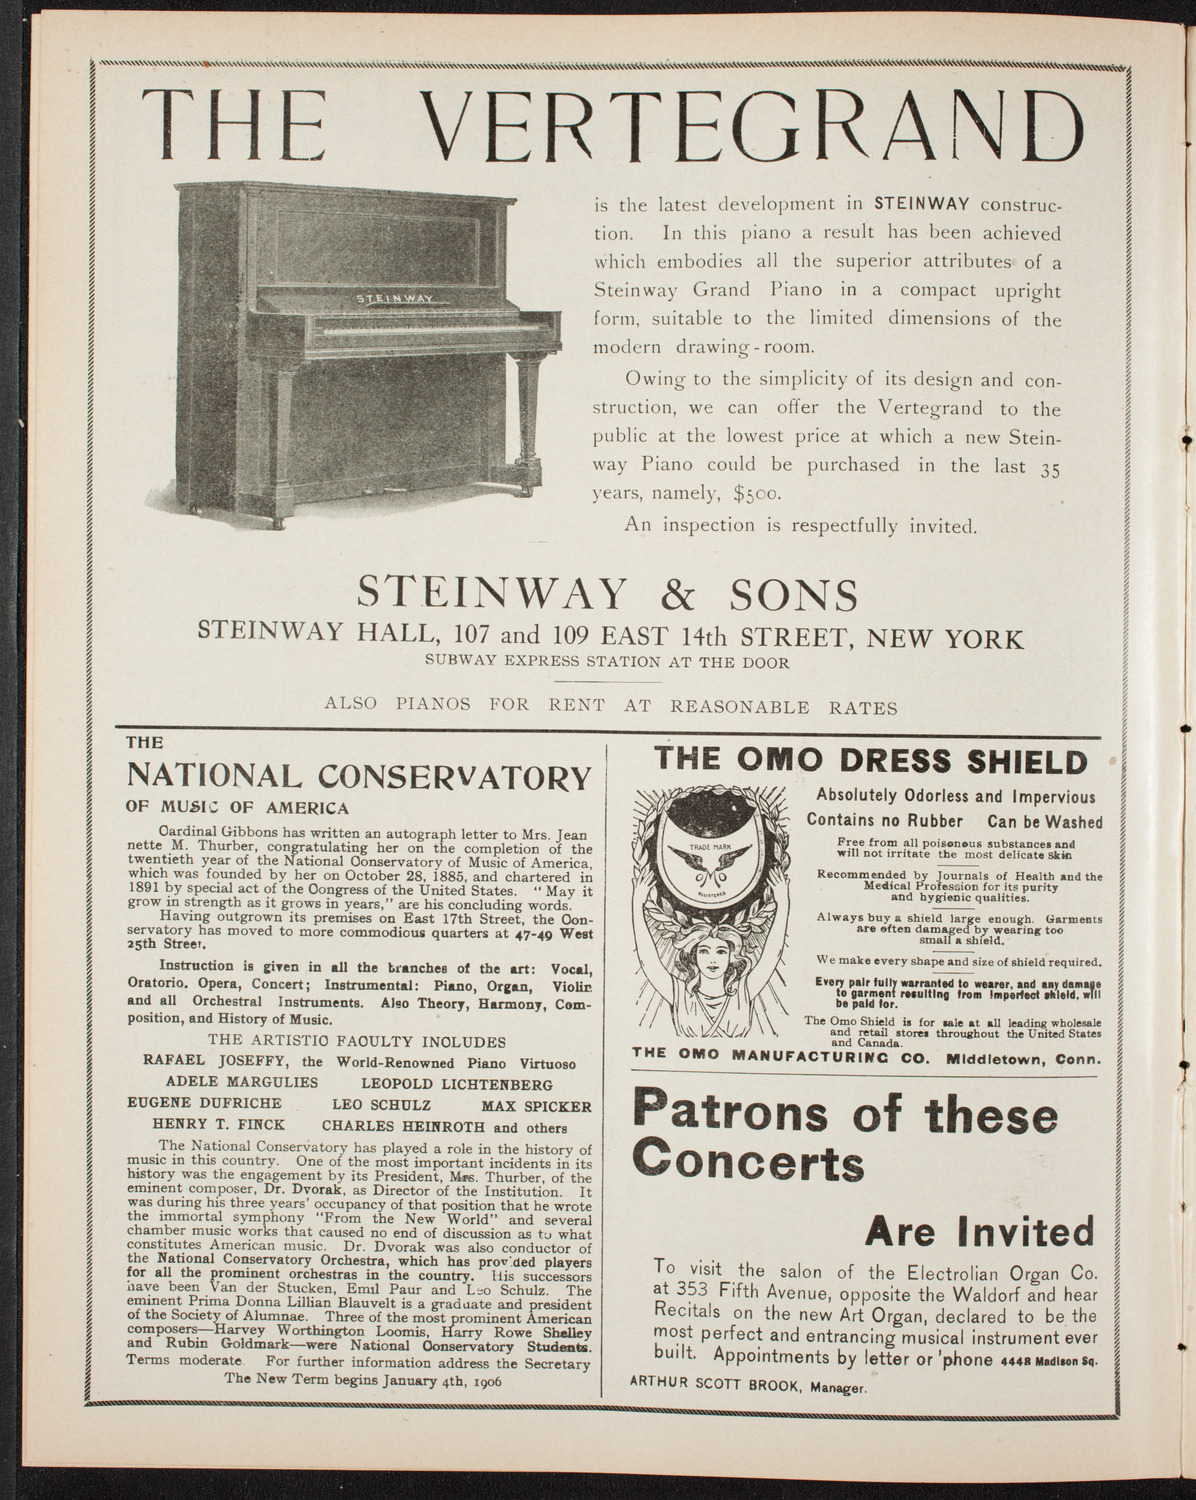 THE VERTEGRAND
STEINWAY
is the latest development in STEINWAY construc-
tion. In this piano a result has been achieved
which embodies all the superior attributes of a
Steinway Grand Piano in a compact upright
form, suitable to the limited dimensions of the
modern drawing-room.
Owing to the simplicity of its design and con-
struction, we can offer the Vertegrand to the
public at the lowest price at which a new Stein-
way Piano could be purchased in the last 35
years, namely, $500.
An inspection is respectfully invited.
STEINWAY & SONS
STEINWAY HALL, 107 and 109 EAST 14th STREET, NEW YORK
SUBWAY EXPRESS STATION AT THE DOOR
ALSO PIANOS FOR RENT AT REASONABLE RATES
THE
NATIONAL CONSERVATORY
OF MUSIC OF AMERICA
Cardinal Gibbons has written an autograph letter to Mrs. Jean
nette M. Thurber, congratulating her on the completion of the
twentieth year of the National Conservatory of Music of America,
which was founded by her on October 28, 1885, and chartered in
1891 by special act of the Congress of the United States. "May it
grow in strength as it grows in years," are his concluding words.
Having outgrown its premises on East 17th Street, the Con-
servatory has moved to more commodious quarters at 47-49 West
25th Street.
Instruction is given in all the branches of the art: Vocal,
Oratorio, Opera, Concert; Instrumental: Piano, Organ, Violin
and all Orchestral Instruments. Also Theory, Harmony, Com-
position, and History of Music.
THE ARTISTIC FACULTY INCLUDES
RAFAEL JOSEFFY, the World-Renowned Piano Virtuoso
ADELE MARGULIES LEOPOLD LICHTENBERG
EUGENE DUFRICHE LEO SCHULZ MAX SPICKER
HENRY T. FINCK CHARLES HEINROTH and others
The National Conservatory has played a role in the history of
music in this country. One of the most important incidents in its
history was the engagement by its President, Mrs. Thurber, of the
eminent composer, Dr. Dvorak, as Director of the Institution. It
was during his three years' occupancy of that position that he wrote
the immortal symphony "From the New World" and several
chamber music works that caused no end of discussion as to what
constitutes American music. Dr. Dvorak was also conductor of
the National Conservatory Orchestra, which has provided players
for all the prominent orchestras in the country. His successors
have been Van der Stucken, Emil Paur and Leo Schulz. The
eminent Prima Donna Lillian Blauvelt is a graduate and president
of the Society of Alumnae. Three of the most prominent American
composers—Harvey Worthington Loomis, Harry Rowe Shelley
and Rubin Goldmark—were National Conservatory Students.
Terms moderate. For further information address the Secretary
The New Term begins January 4th, 1906
THE OMO DRESS SHIELD
TRADE MARK
OMO
REGISTERED
Absolutely Odorless and Impervious
Contains no Rubber Can be Washed
Free from all poisonous substances and
will not irritate the most delicate skin
Recommended by Journals of Health and the
Medical Profession for its purity
and hygienic qualities.
Always buy a shield large enough. Garments
are often damaged by wearing too
small a shield.
We make every shape and size of shield required.
Every pair fully warranted to wearer, and any damage
to garment resulting from imperfect shield, will
be paid for.
The Omo Shield is for sale at all leading wholesale
and retail stores throughout the United States
and Canada.
THE OMO MANUFACTURING CO. Middletown, Conn.
Patrons of these
Concerts
Are Invited
To visit the salon of the Electrolian Organ Co.
at 353 Fifth Avenue, opposite the Waldorf and hear
Recitals on the new Art Organ, declared to be the
most perfect and entrancing musical instrument ever
built. Appointments by letter or 'phone 4448 Madison Sq.
ARTHUR SCOTT BROOK, Manager.